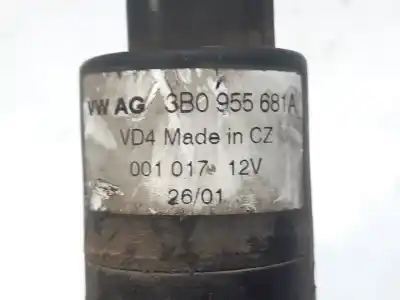 VW AG 3B0 955 681A
VD4 Made in CZ
001 017 12V
26/01